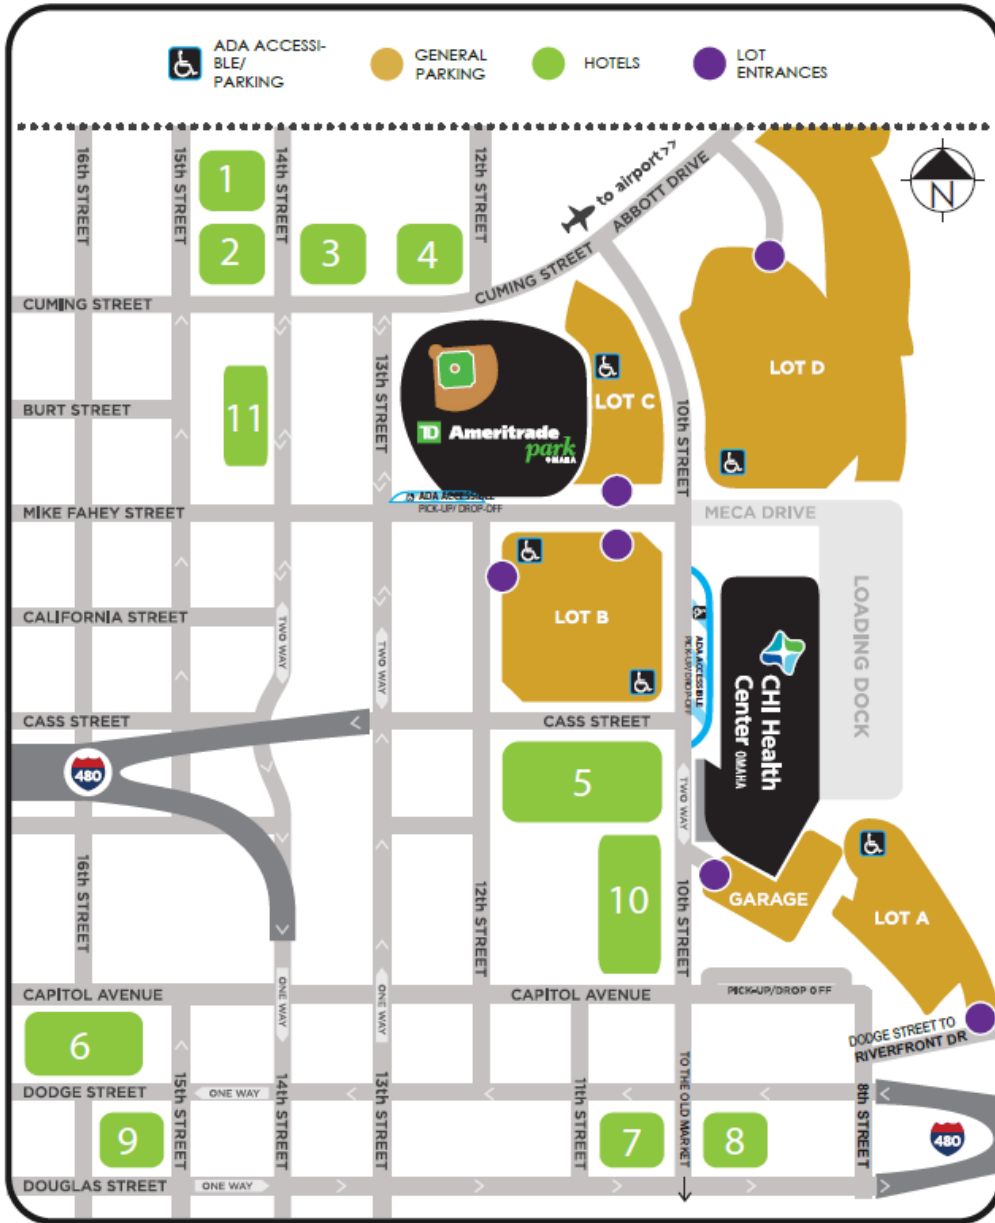 ADA ACCESSI-
BLE/
PARKING
GENERAL
PARKING
HOTELS
LOT
ENTRANCES
16th STREET
15th STREET
14th STREET
12th STREET
to airport>>
ABBOTT DRIVE
N
1
2
3
4
CUMING STREET
CUMING STREET
LOT D
13th STREET
LOT C
10th STREET
BURT STREET
11
TD Ameritrade
park
OMAHA
ADA ACCESSIBLE
PICK-UP/ DROP-OFF
MIKE FAHEY STREET
MECA DRIVE
LOT B
LOADING DOCK
CALIFORNIA STREET
TWO WAY
TWO WAY
ADA ACCESSIBLE
PICK-UP/DROP-OFF
CHI Health
Center OMAHA
CASS STREET
CASS STREET
480
5
TWO WAY
16th STREET
12th STREET
10
10th STREET
GARAGE
LOT A
CAPITOL AVENUE
ONE WAY
ONE WAY
CAPITOL AVENUE
PICK-UP/DROP OFF
DODGE STREET TO
RIVERFRONT DR
6
DODGE STREET
ONE WAY
15th STREET
14th STREET
13th STREET
11th STREET
TO THE OLD MARKET
8th STREET
9
7
8
480
DOUGLAS STREET
ONE WAY